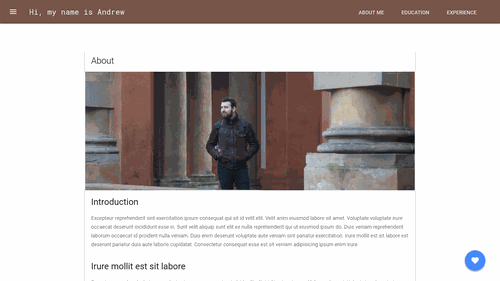 Hi, my name is Andrew
ABOUT ME EDUCATION EXPERIENCE
About
Introduction
Excepteur reprehenderit sint exercitation ipsum consequat qui sit id velit elit. Velit anim eiusmod labore sit amet. Voluptate voluptate irure
occaecat deserunt incididunt esse in. Sunt velit aliquip sunt elit ex nulla reprehenderit qui ut eiusmod ipsum do. Duis veniam reprehenderit
laborum occaecat id proident nulla veniam. Duis enim deserunt voluptate aute veniam sint pariatur exercitation. Irure mollit est sit labore est
deserunt pariatur duis aute laboris cupidatat. Consectetur consequat esse est sit veniam adipisicing ipsum enim irure.
Irure mollit est sit labore